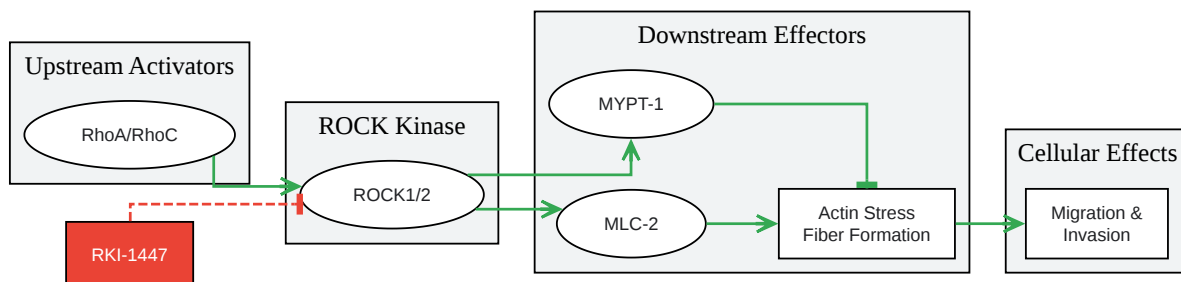 Upstream Activators
RhoA/RhoC
RKI-1447
ROCK Kinase
ROCK1/2
Downstream Effectors
MYPT-1
MLC-2
Actin Stress
Fiber Formation
Cellular Effects
Migration &
Invasion